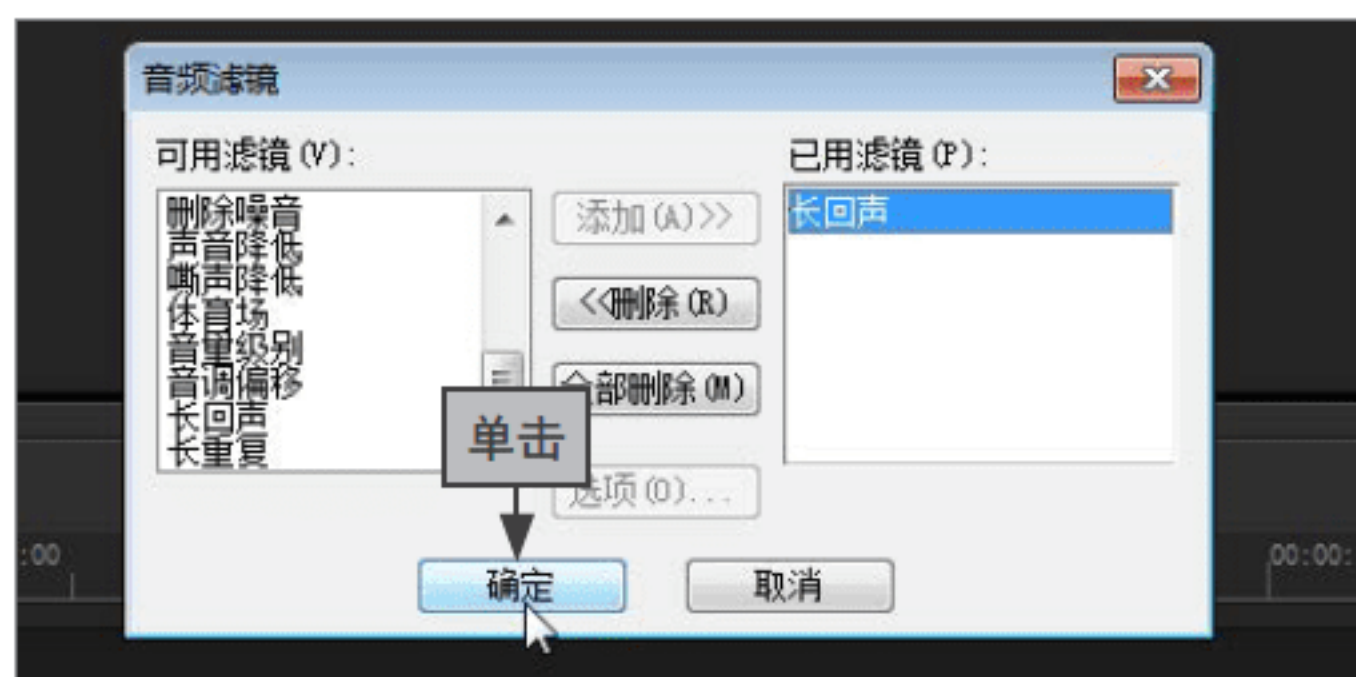 音频滤镜
可用滤镜(V):
已用滤镜(P):
删除噪音
声音降低
嘶声降低
体育场
音量级别
音调偏移
长回声
长重复
添加(A)>>
<<删除(R)
全部删除(M)
选项(O)...
长回声
单击
确定
取消
:00
00:00: